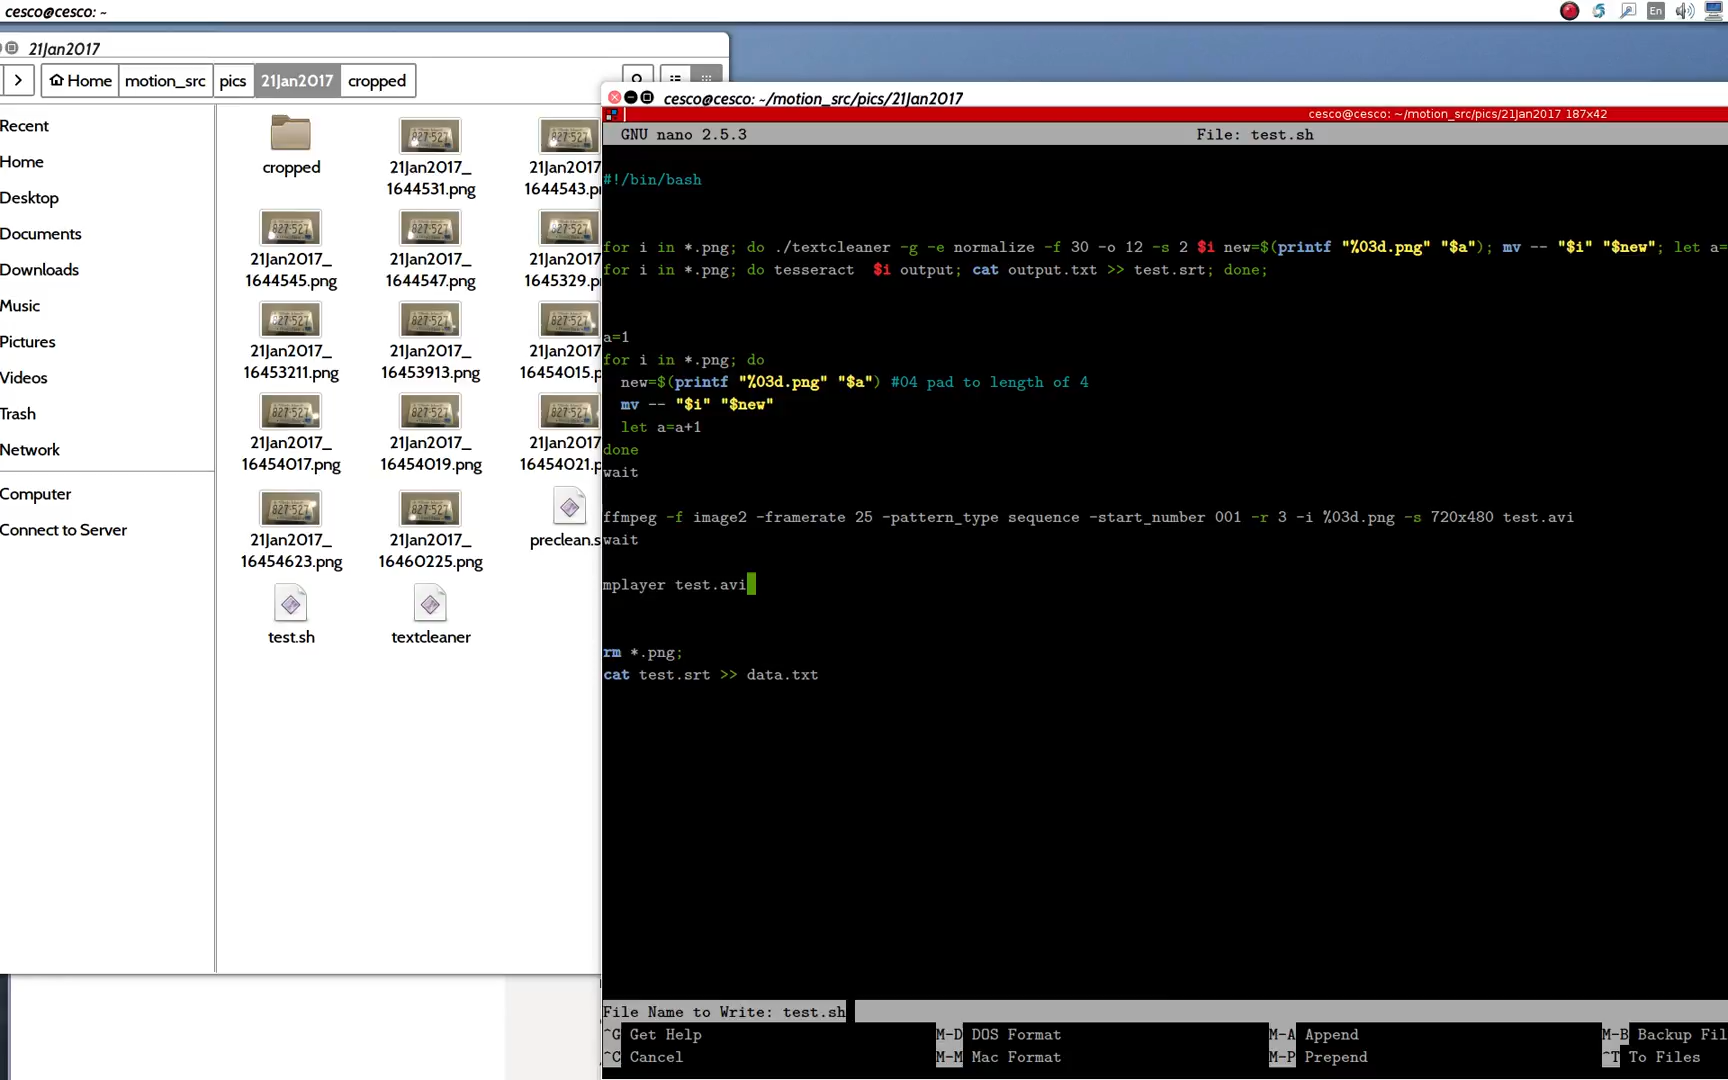 cesco@cesco: ~
En
21Jan2017
Home
motion_src
pics
21Jan2017
cropped
Recent
Home
Desktop
Documents
Downloads
Music
Pictures
Videos
Trash
Network
Computer
Connect to Server
cropped
21Jan2017_
1644531.png
21Jan2017
1644543.p
21Jan2017_
1644545.png
21Jan2017_
1644547.png
21Jan2017
1645329.
21Jan2017_
16453211.png
21Jan2017_
16453913.png
21Jan2017
16454015.
21Jan2017_
16454017.png
21Jan2017_
16454019.png
21Jan2017
16454021.p
21Jan2017_
16454623.png
21Jan2017_
16460225.png
preclean.s
test.sh
textcleaner
cesco@cesco: ~/motion_src/pics/21Jan2017
cesco@cesco: ~/motion_src/pics/21Jan2017 187x42
GNU nano 2.5.3
File: test.sh
#!/bin/bash
for i in *.png; do ./textcleaner -g -e normalize -f 30 -o 12 -s 2 $i new=$(printf "%03d.png" "$a"); mv -- "$i" "$new"; let a=
for i in *.png; do tesseract  $i output; cat output.txt >> test.srt; done;
a=1
for i in *.png; do
new=$(printf "%03d.png" "$a") #04 pad to length of 4
mv -- "$i" "$new"
let a=a+1
done
wait
ffmpeg -f image2 -framerate 25 -pattern_type sequence -start_number 001 -r 3 -i %03d.png -s 720x480 test.avi
wait
mplayer test.avi
rm *.png;
cat test.srt >> data.txt
File Name to Write: test.sh
^G Get Help
M-D DOS Format
M-A Append
M-B Backup Fil
^C Cancel
M-M Mac Format
M-P Prepend
^T To Files